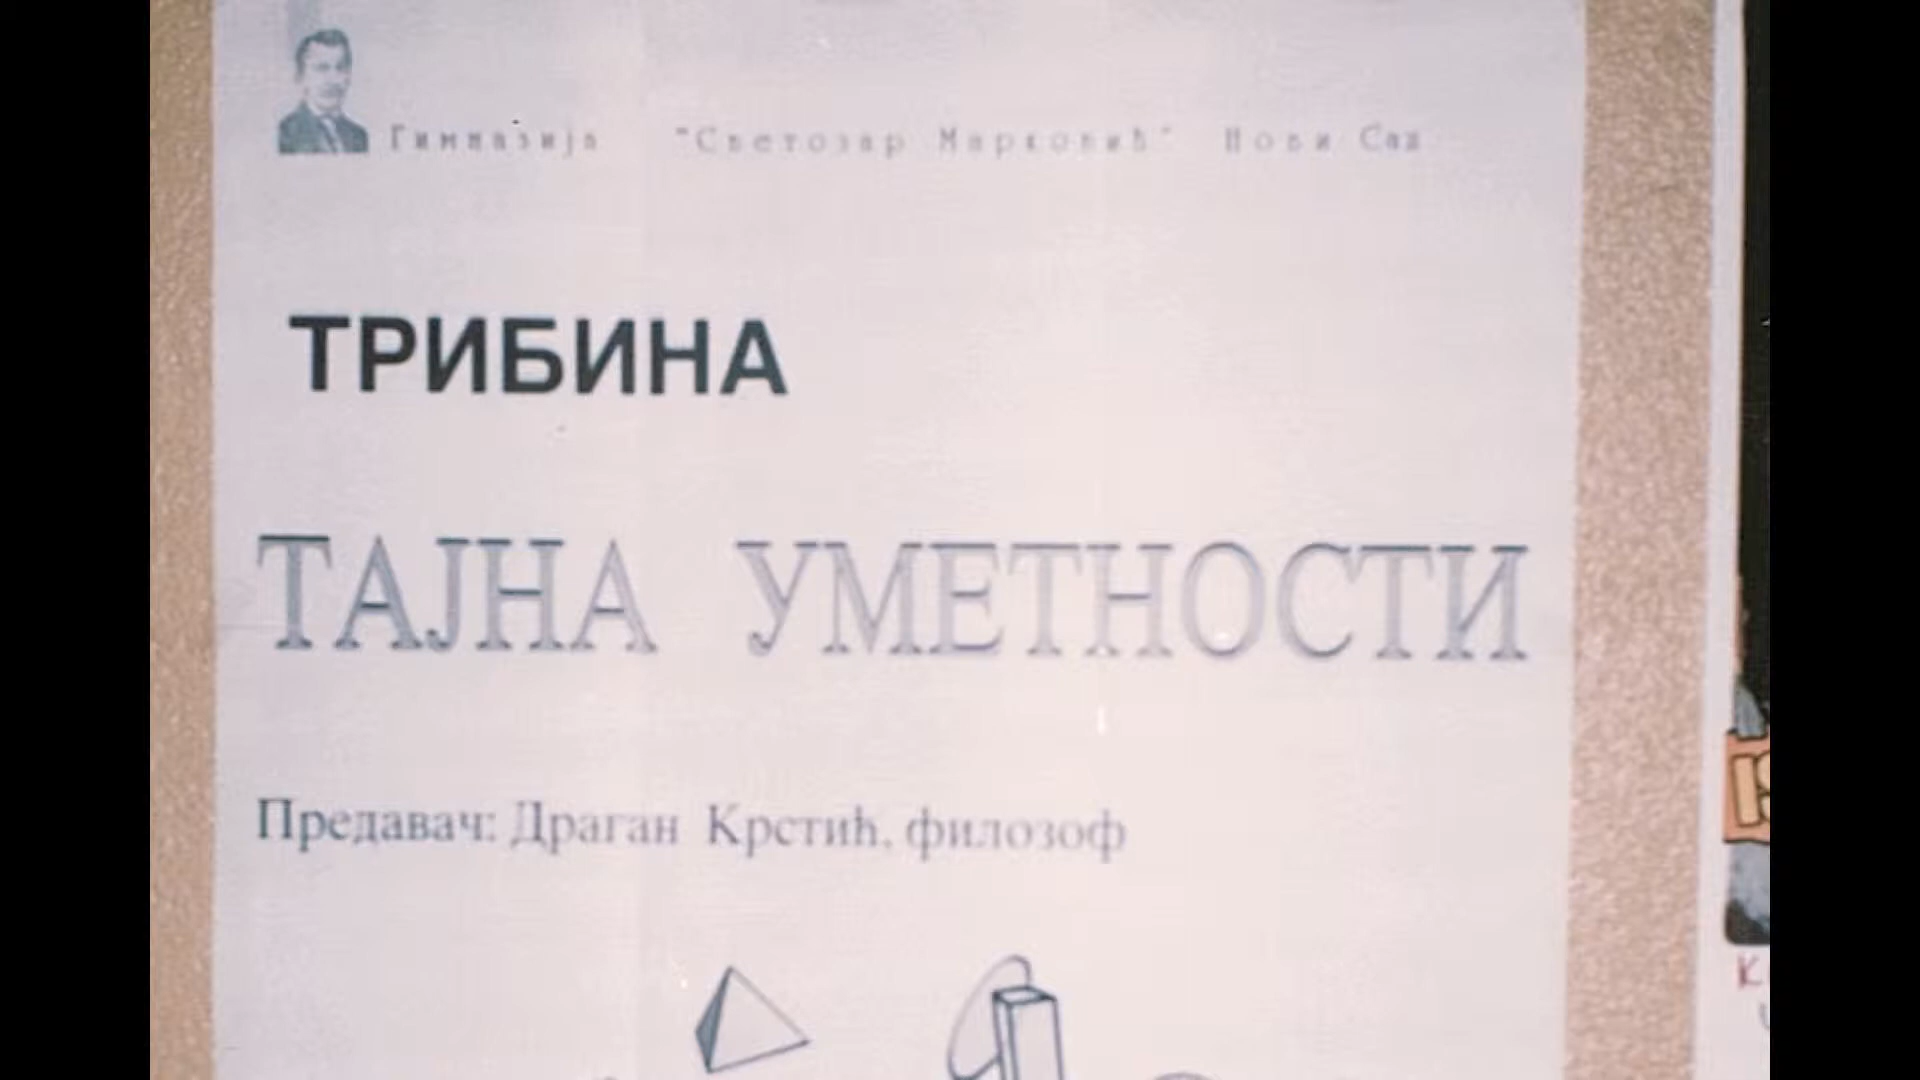 Гимназија "Светозар Марковић" Нови Сад
ТРИБИНА
ТАЈНА УМЕТНОСТИ
Предавач: Драган Крстић, филозоф